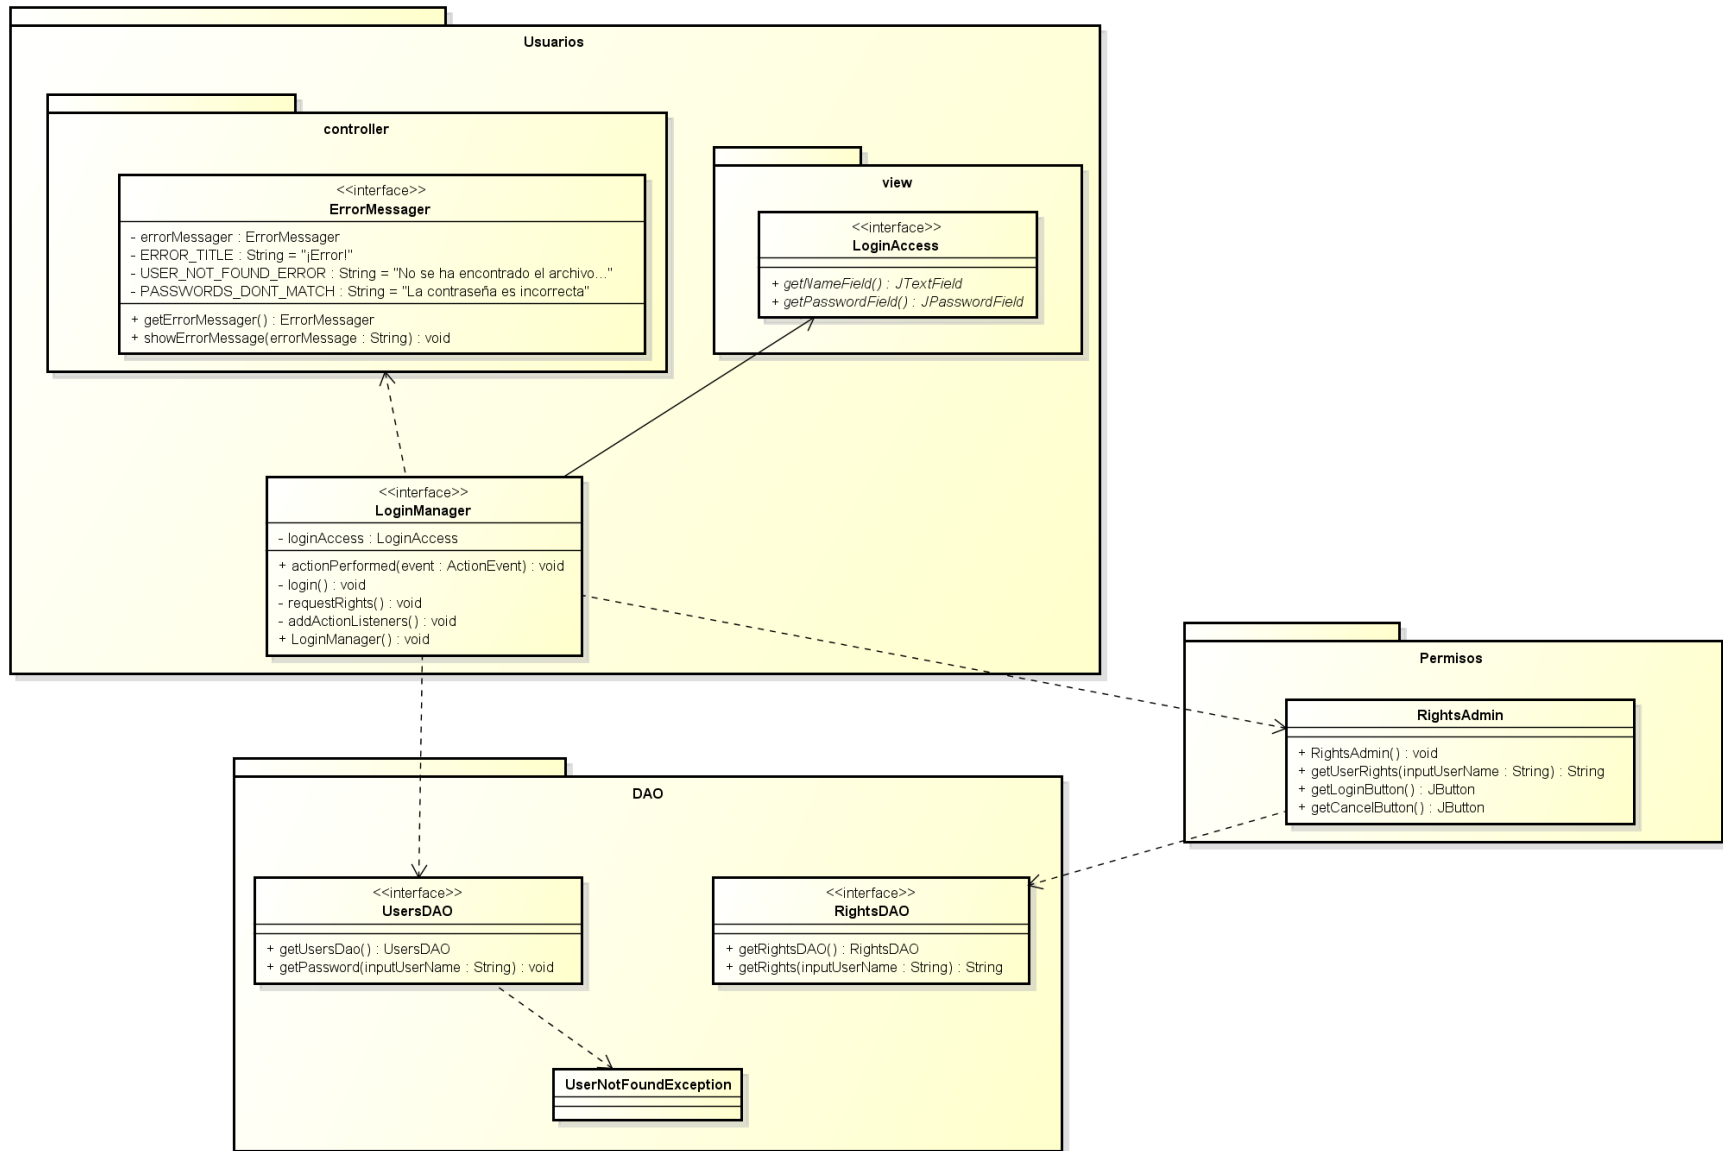 Usuarios
controller
<<interface>>
ErrorMessager
- errorMessager : ErrorMessager
- ERROR_TITLE : String = "¡Error!"
- USER_NOT_FOUND_ERROR : String = "No se ha encontrado el archivo..."
- PASSWORDS_DONT_MATCH : String = "La contraseña es incorrecta"
+ getErrorMessager() : ErrorMessager
+ showErrorMessage(errorMessage : String) : void
view
<<interface>>
LoginAccess
+ getNameField() : JTextField
+ getPasswordField() : JPasswordField
<<interface>>
LoginManager
- loginAccess : LoginAccess
+ actionPerformed(event : ActionEvent) : void
- login() : void
- requestRights() : void
- addActionListeners() : void
+ LoginManager() : void
Permisos
RightsAdmin
+ RightsAdmin() : void
+ getUserRights(inputUserName : String) : String
+ getLoginButton() : JButton
+ getCancelButton() : JButton
DAO
<<interface>>
UsersDAO
+ getUsersDao() : UsersDAO
+ getPassword(inputUserName : String) : void
<<interface>>
RightsDAO
+ getRightsDAO() : RightsDAO
+ getRights(inputUserName : String) : String
UserNotFoundException